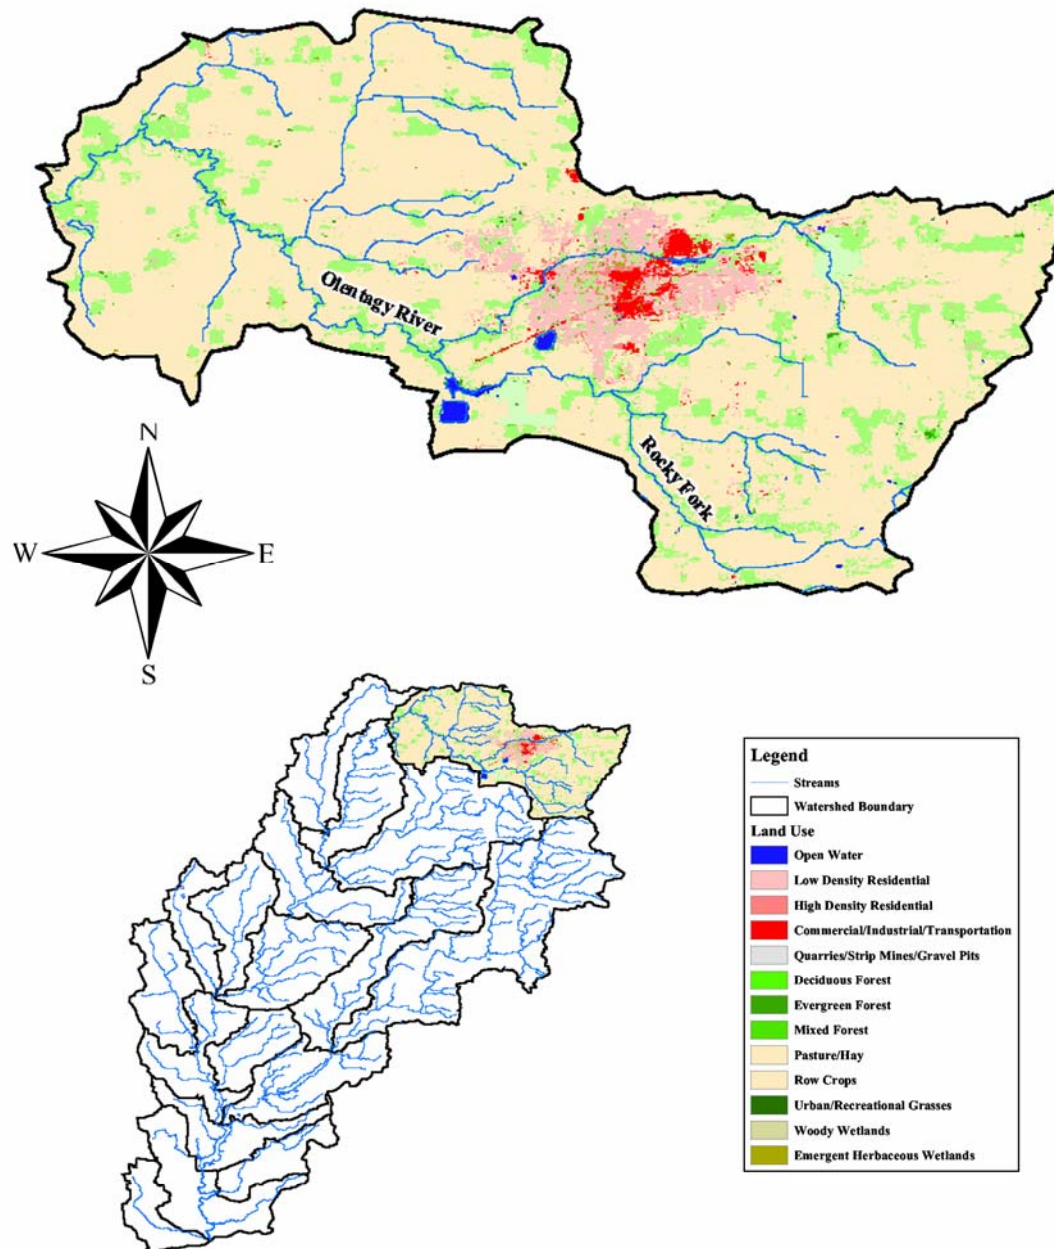 Olentagy River
Rocky Fork
N
W
E
S
Legend
Streams
Watershed Boundary
Land Use
Open Water
Low Density Residential
High Density Residential
Commercial/Industrial/Transportation
Quarries/Strip Mines/Gravel Pits
Deciduous Forest
Evergreen Forest
Mixed Forest
Pasture/Hay
Row Crops
Urban/Recreational Grasses
Woody Wetlands
Emergent Herbaceous Wetlands